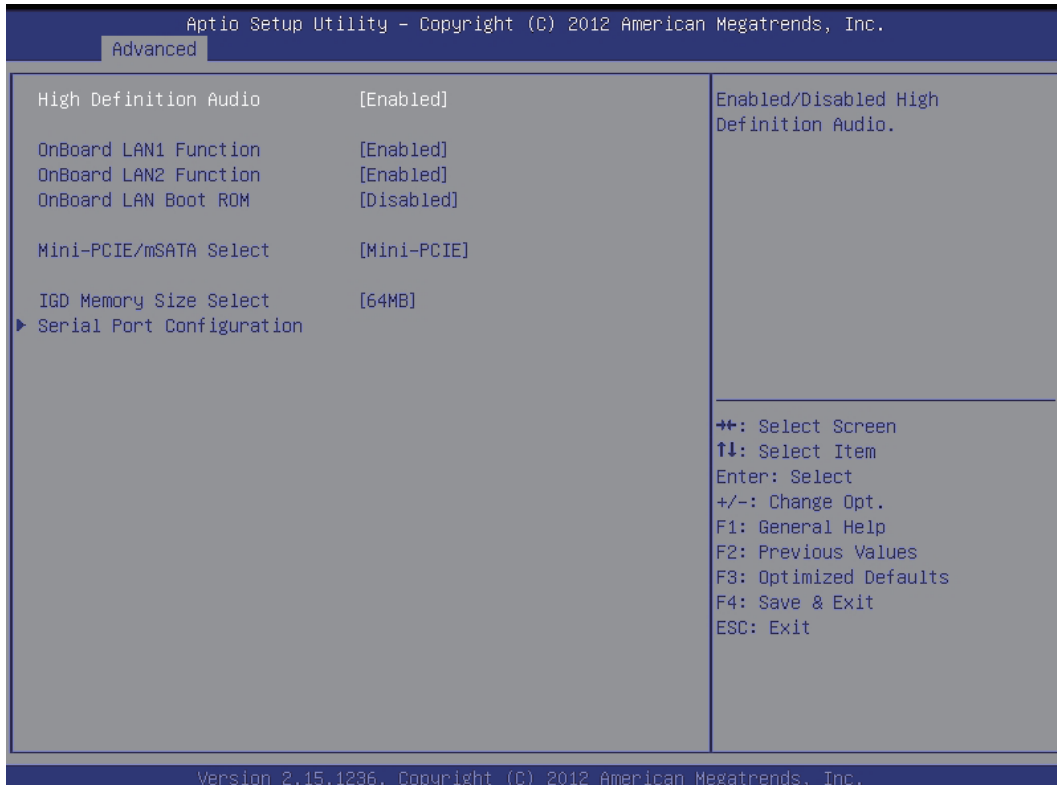 Aptio Setup Utility – Copyright (C) 2012 American Megatrends, Inc.
Advanced
High Definition Audio [Enabled]
OnBoard LAN1 Function [Enabled]
OnBoard LAN2 Function [Enabled]
OnBoard LAN Boot ROM [Disabled]
Mini-PCIE/mSATA Select [Mini-PCIE]
IGD Memory Size Select [64MB]
▶ Serial Port Configuration
Enabled/Disabled High
Definition Audio.
→←: Select Screen
↑↓: Select Item
Enter: Select
+/-: Change Opt.
F1: General Help
F2: Previous Values
F3: Optimized Defaults
F4: Save & Exit
ESC: Exit
Version 2.15.1236. Copyright (C) 2012 American Megatrends, Inc.